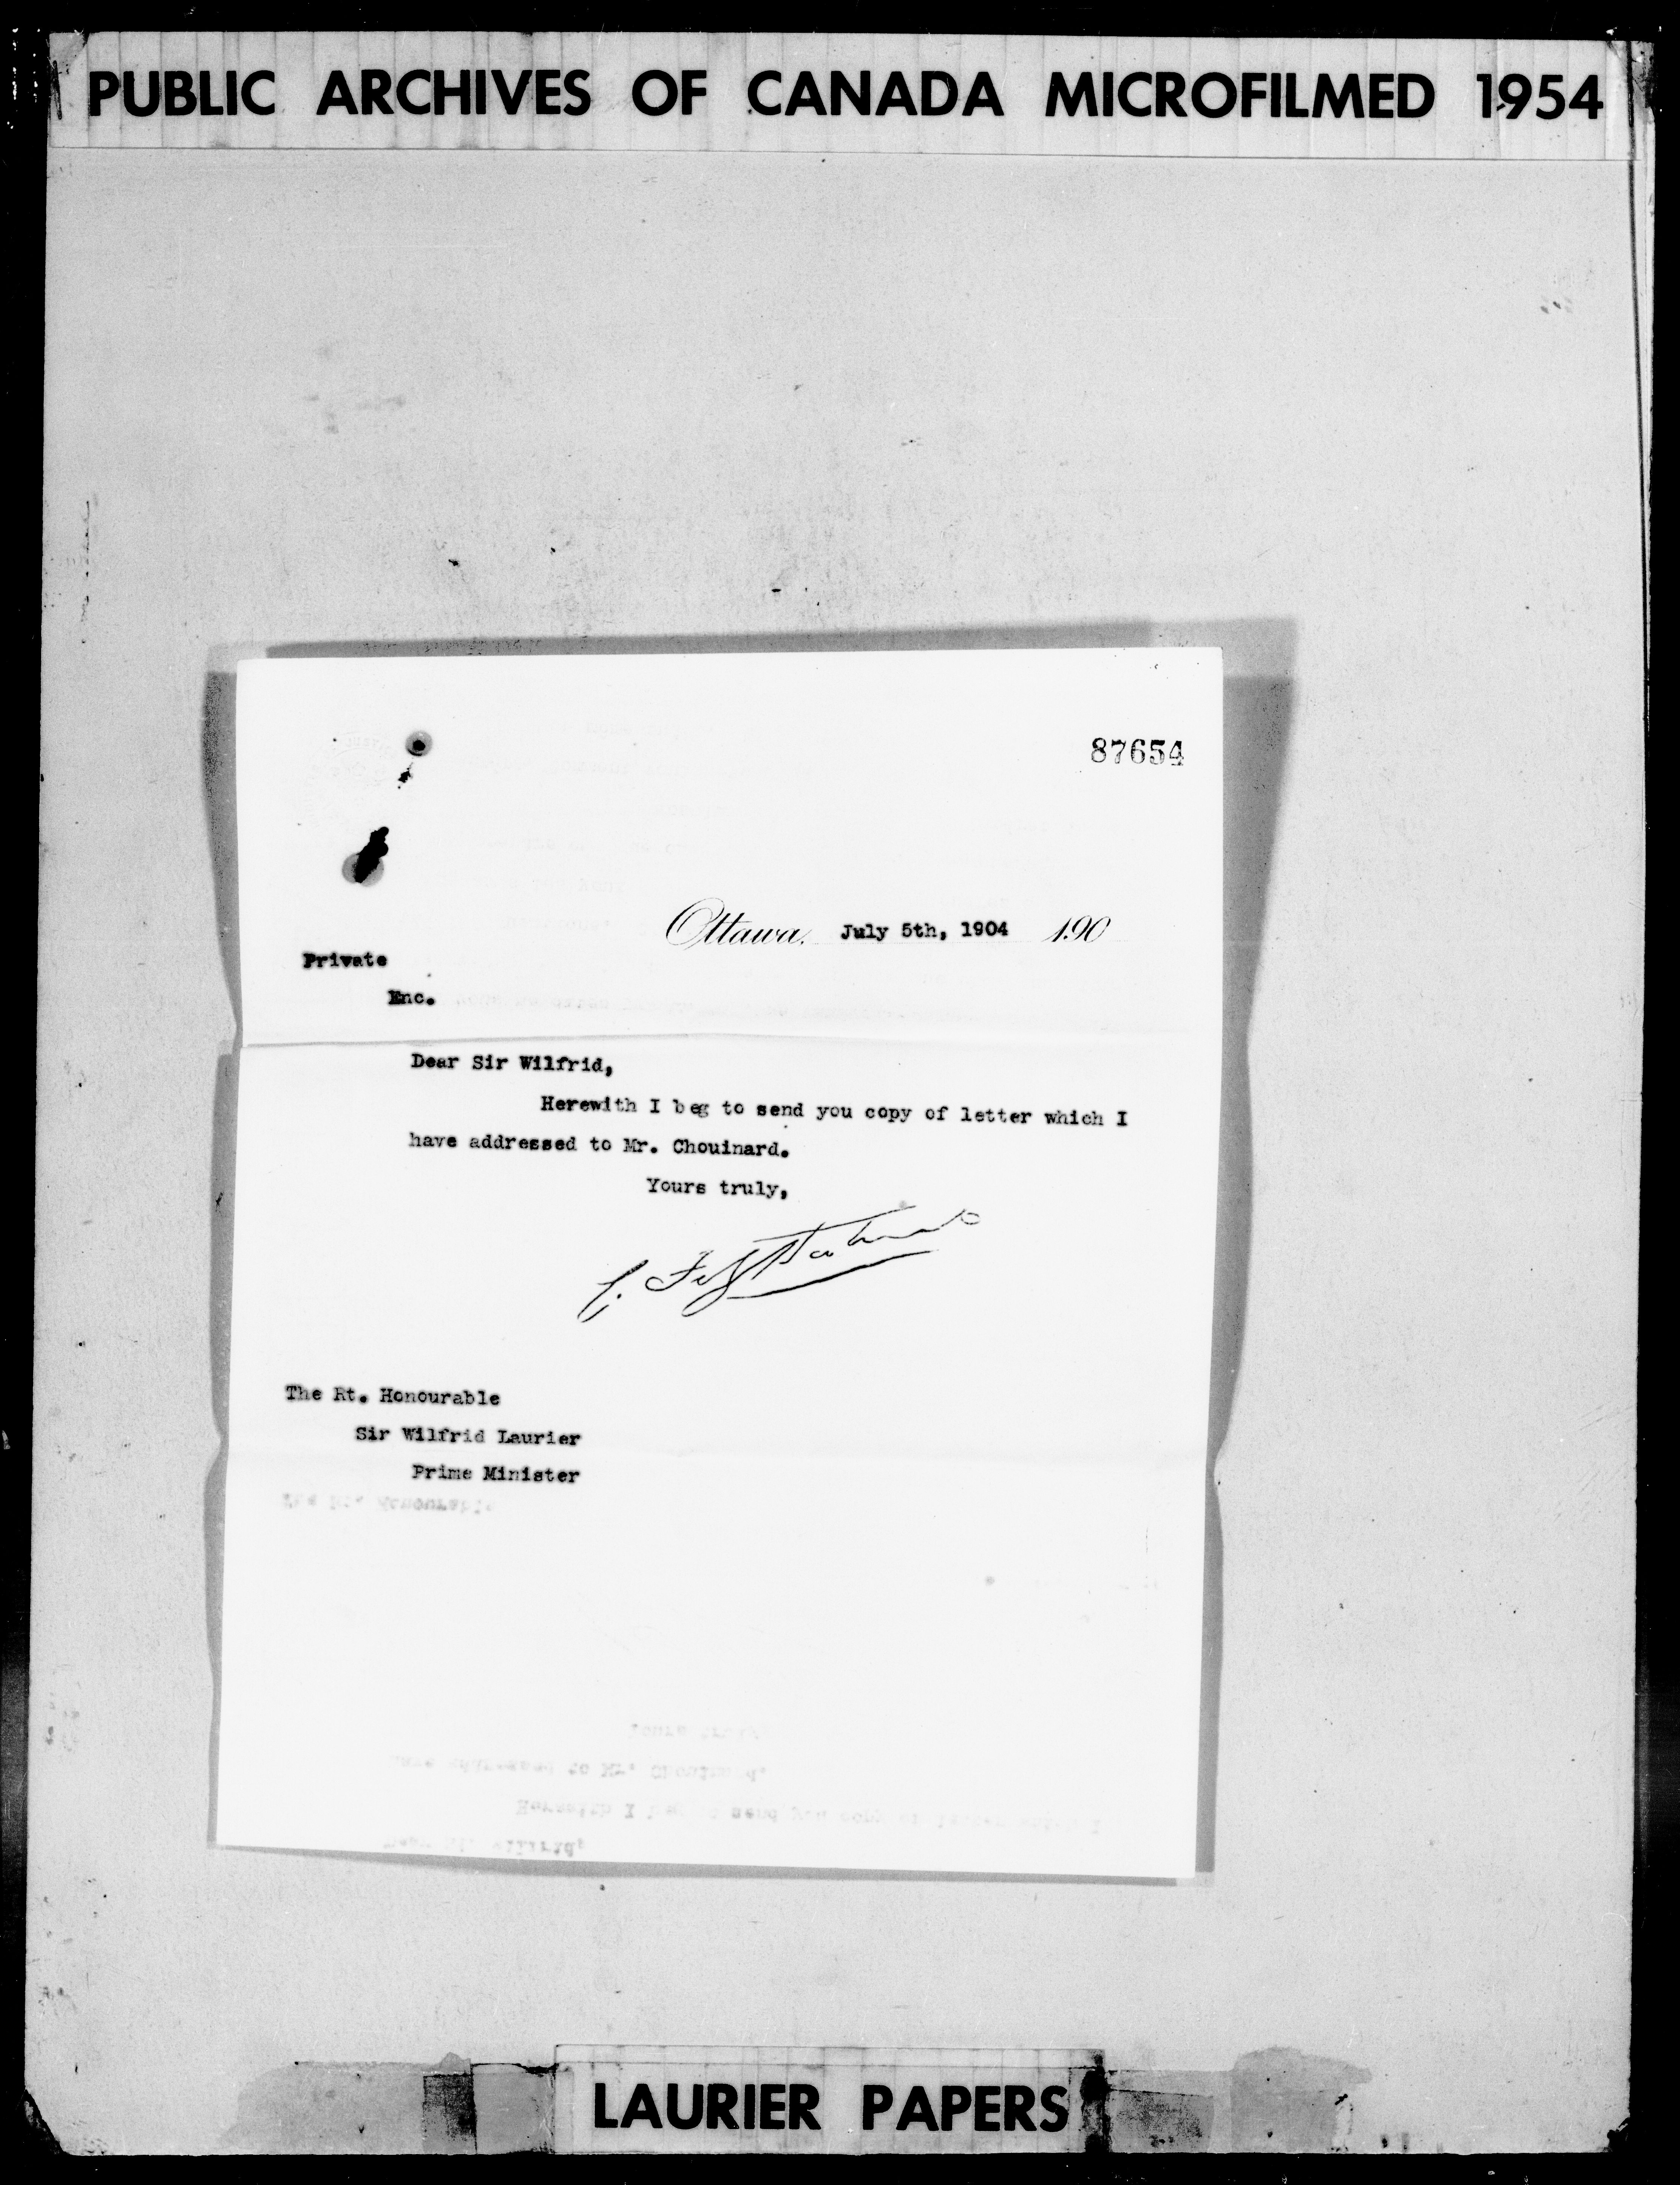 PUBLIC ARCHIVES OF CANADA MICROFILMED 1954
87654
Ottawa, July 5th, 1904 190
Private
Enc.
Dear Sir Wilfrid,
Herewith I beg to send you copy of letter which I
have addressed to Mr. Chouinard.
Yours truly,
C. Fitzpatrick
The Rt. Honourable
Sir Wilfrid Laurier
Prime Minister
LAURIER PAPERS